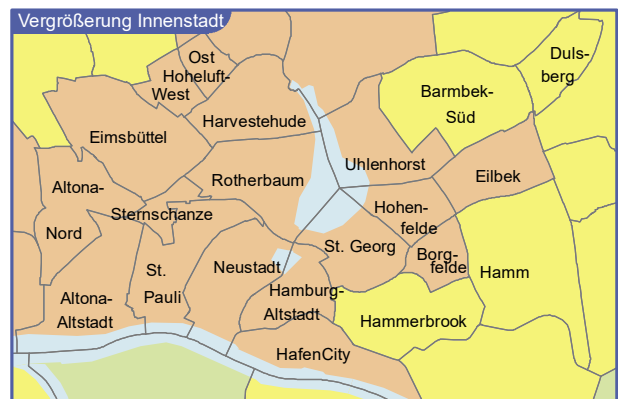 Vergrößerung Innenstadt
Ost
Hoheluft-
West
Duls-
berg
Barmbek-
Süd
Harvestehude
Eimsbüttel
Uhlenhorst
Eilbek
Altona-
Nord
Rotherbaum
Sternschanze
Hohen-
felde
St. Georg
Borg-
felde
Hamm
St.
Pauli
Neustadt
Hamburg-
Altstadt
Altona-
Altstadt
Hammerbrook
HafenCity